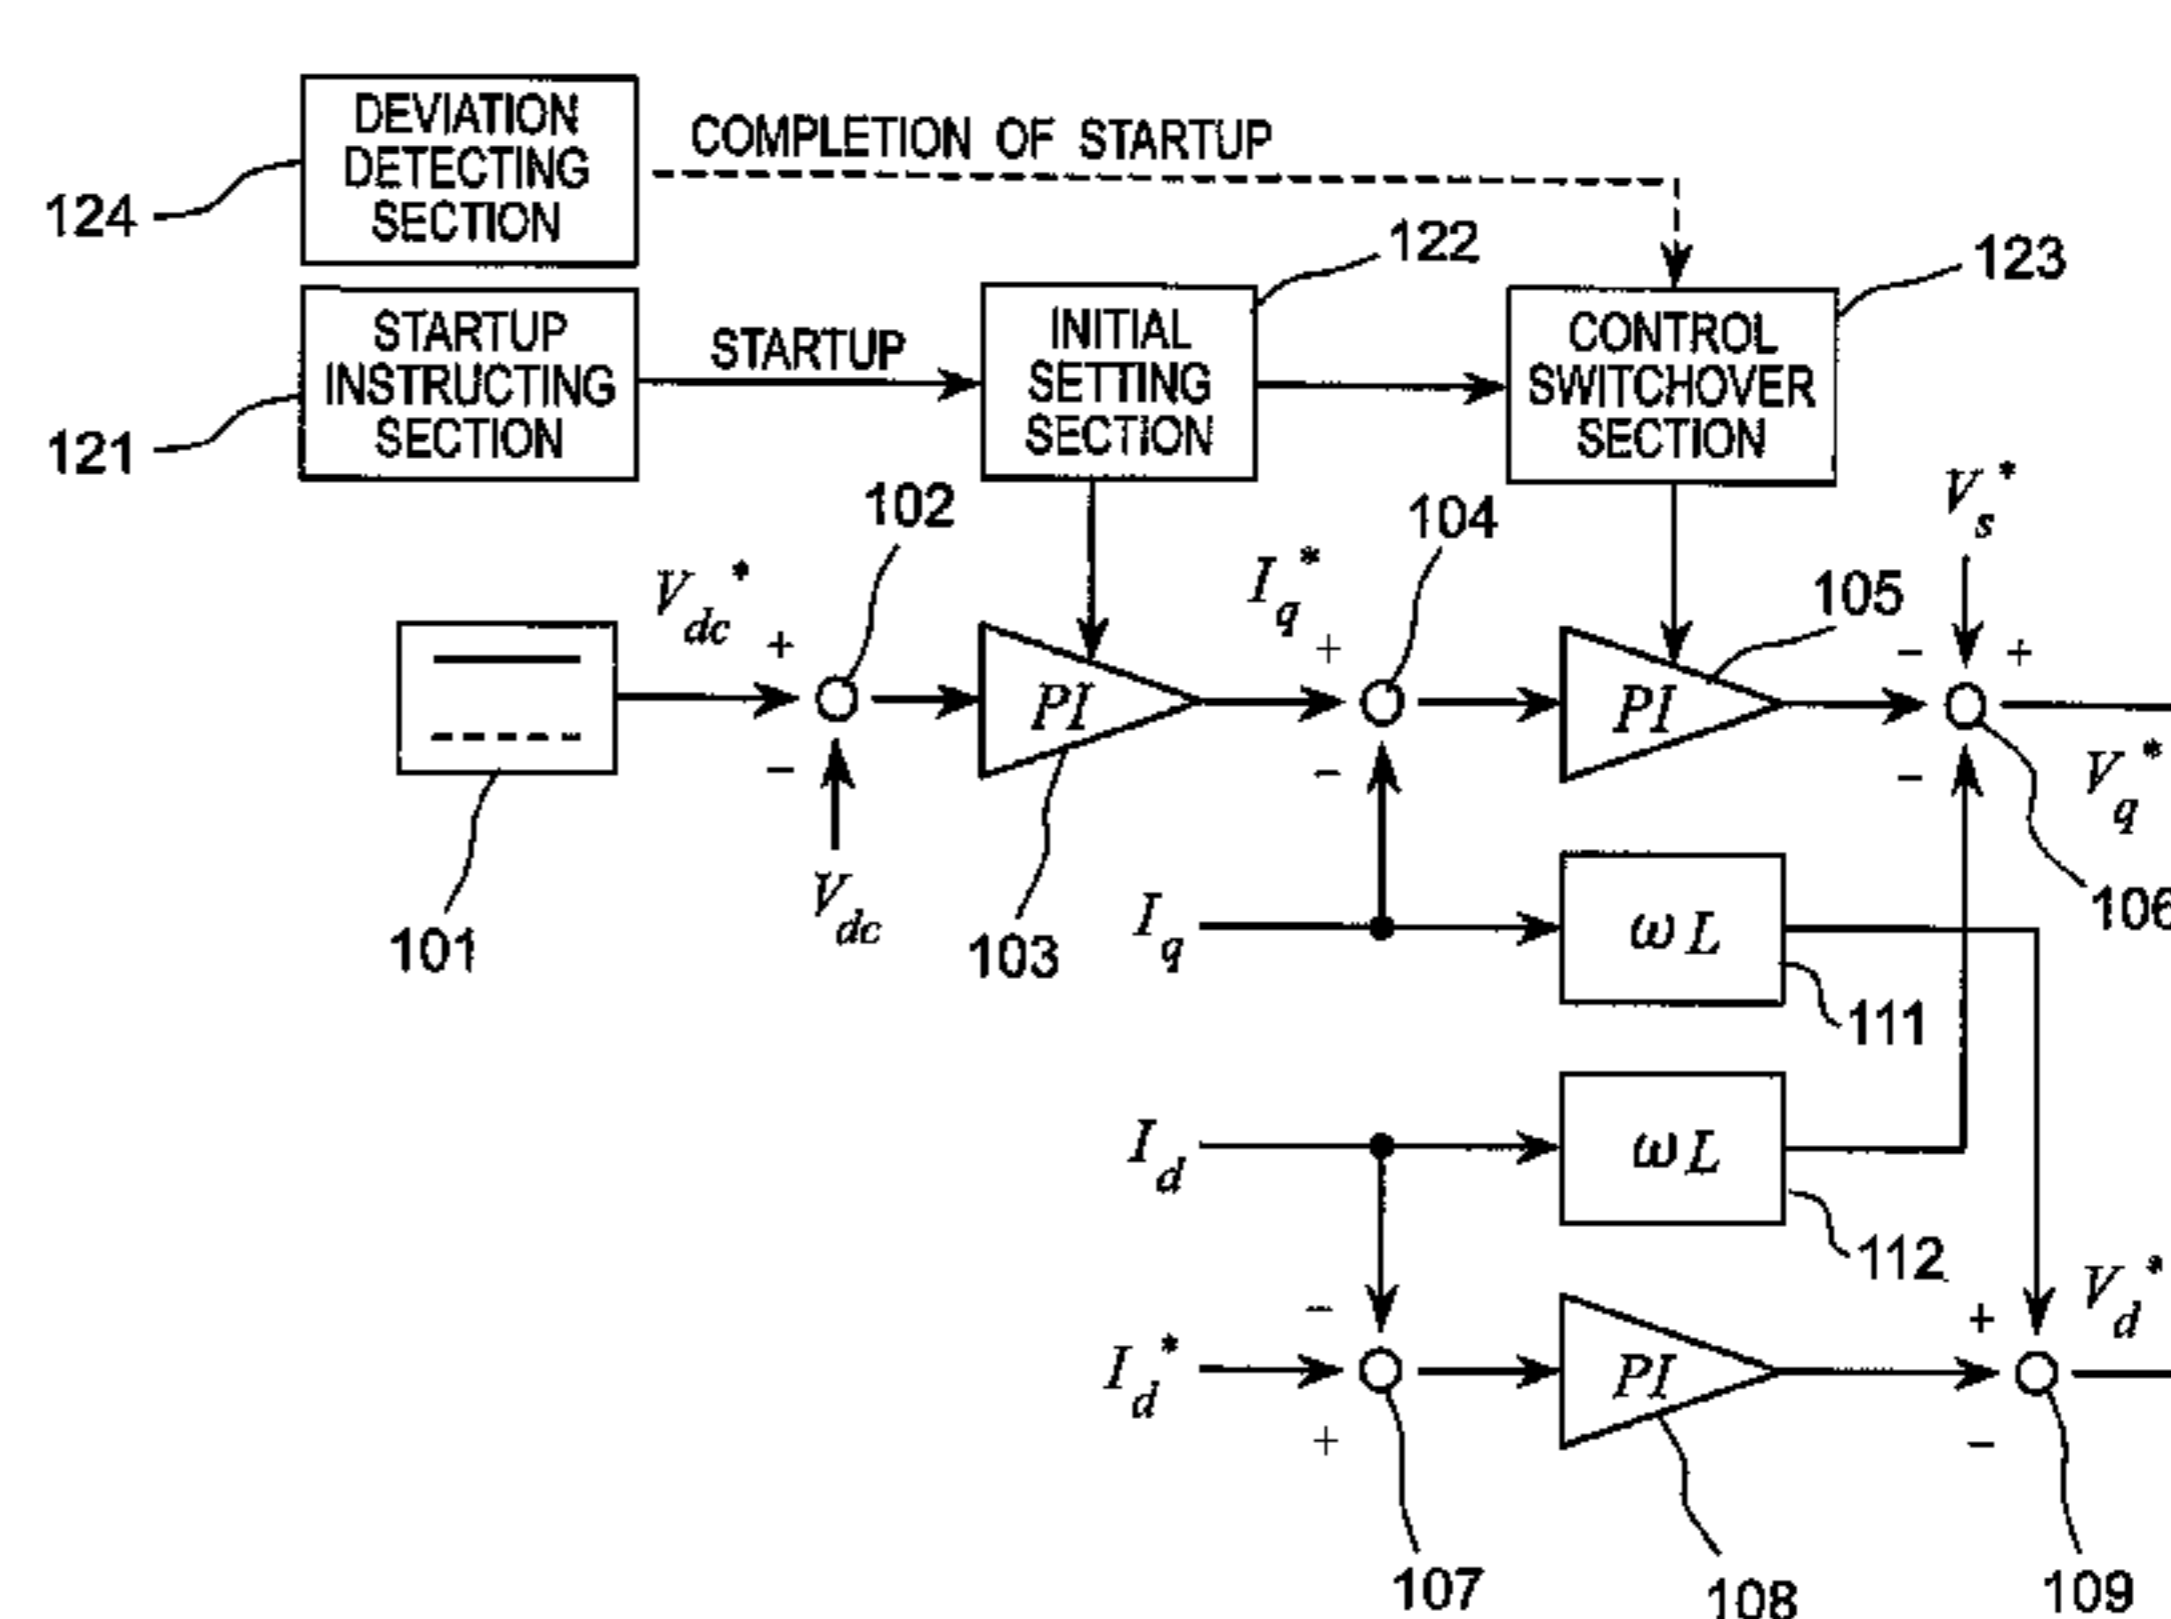 DEVIATION
DETECTING
SECTION
124
COMPLETION OF STARTUP
122
123
STARTUP
INSTRUCTING
SECTION
121
STARTUP
INITIAL
SETTING
SECTION
CONTROL
SWITCHOVER
SECTION
102
104
V_s*
V_dc*
+
I_q*
+
105
-
+
PI
PI
-
-
-
V_q*
V_dc
101
103
I_q
ωL
106
111
I_d
ωL
112
-
+
V_d*
I_d*
PI
+
-
107
108
109